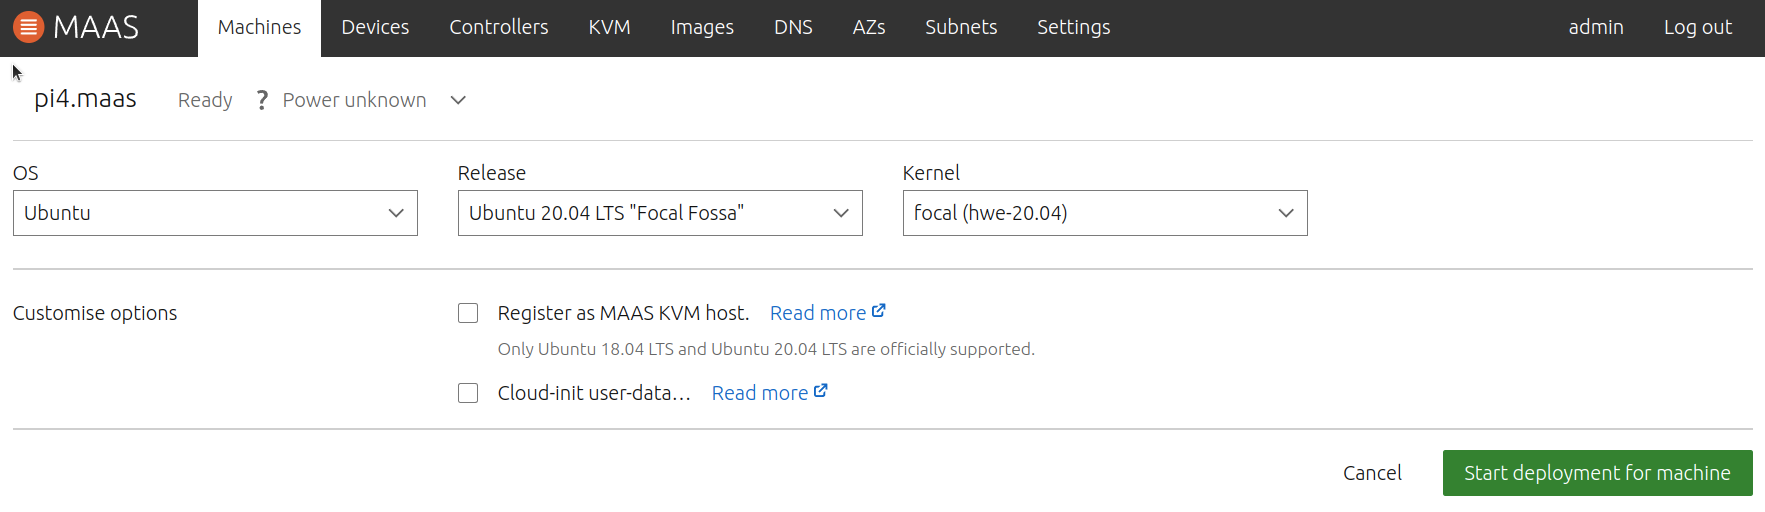 MAAS Machines Devices Controllers KVM Images DNS AZs Subnets Settings admin Log out
pi4.maas Ready ? Power unknown
OS Release Kernel
Ubuntu Ubuntu 20.04 LTS "Focal Fossa" focal (hwe-20.04)
Customise options Register as MAAS KVM host. Read more
Only Ubuntu 18.04 LTS and Ubuntu 20.04 LTS are officially supported.
Cloud-init user-data… Read more
Cancel Start deployment for machine